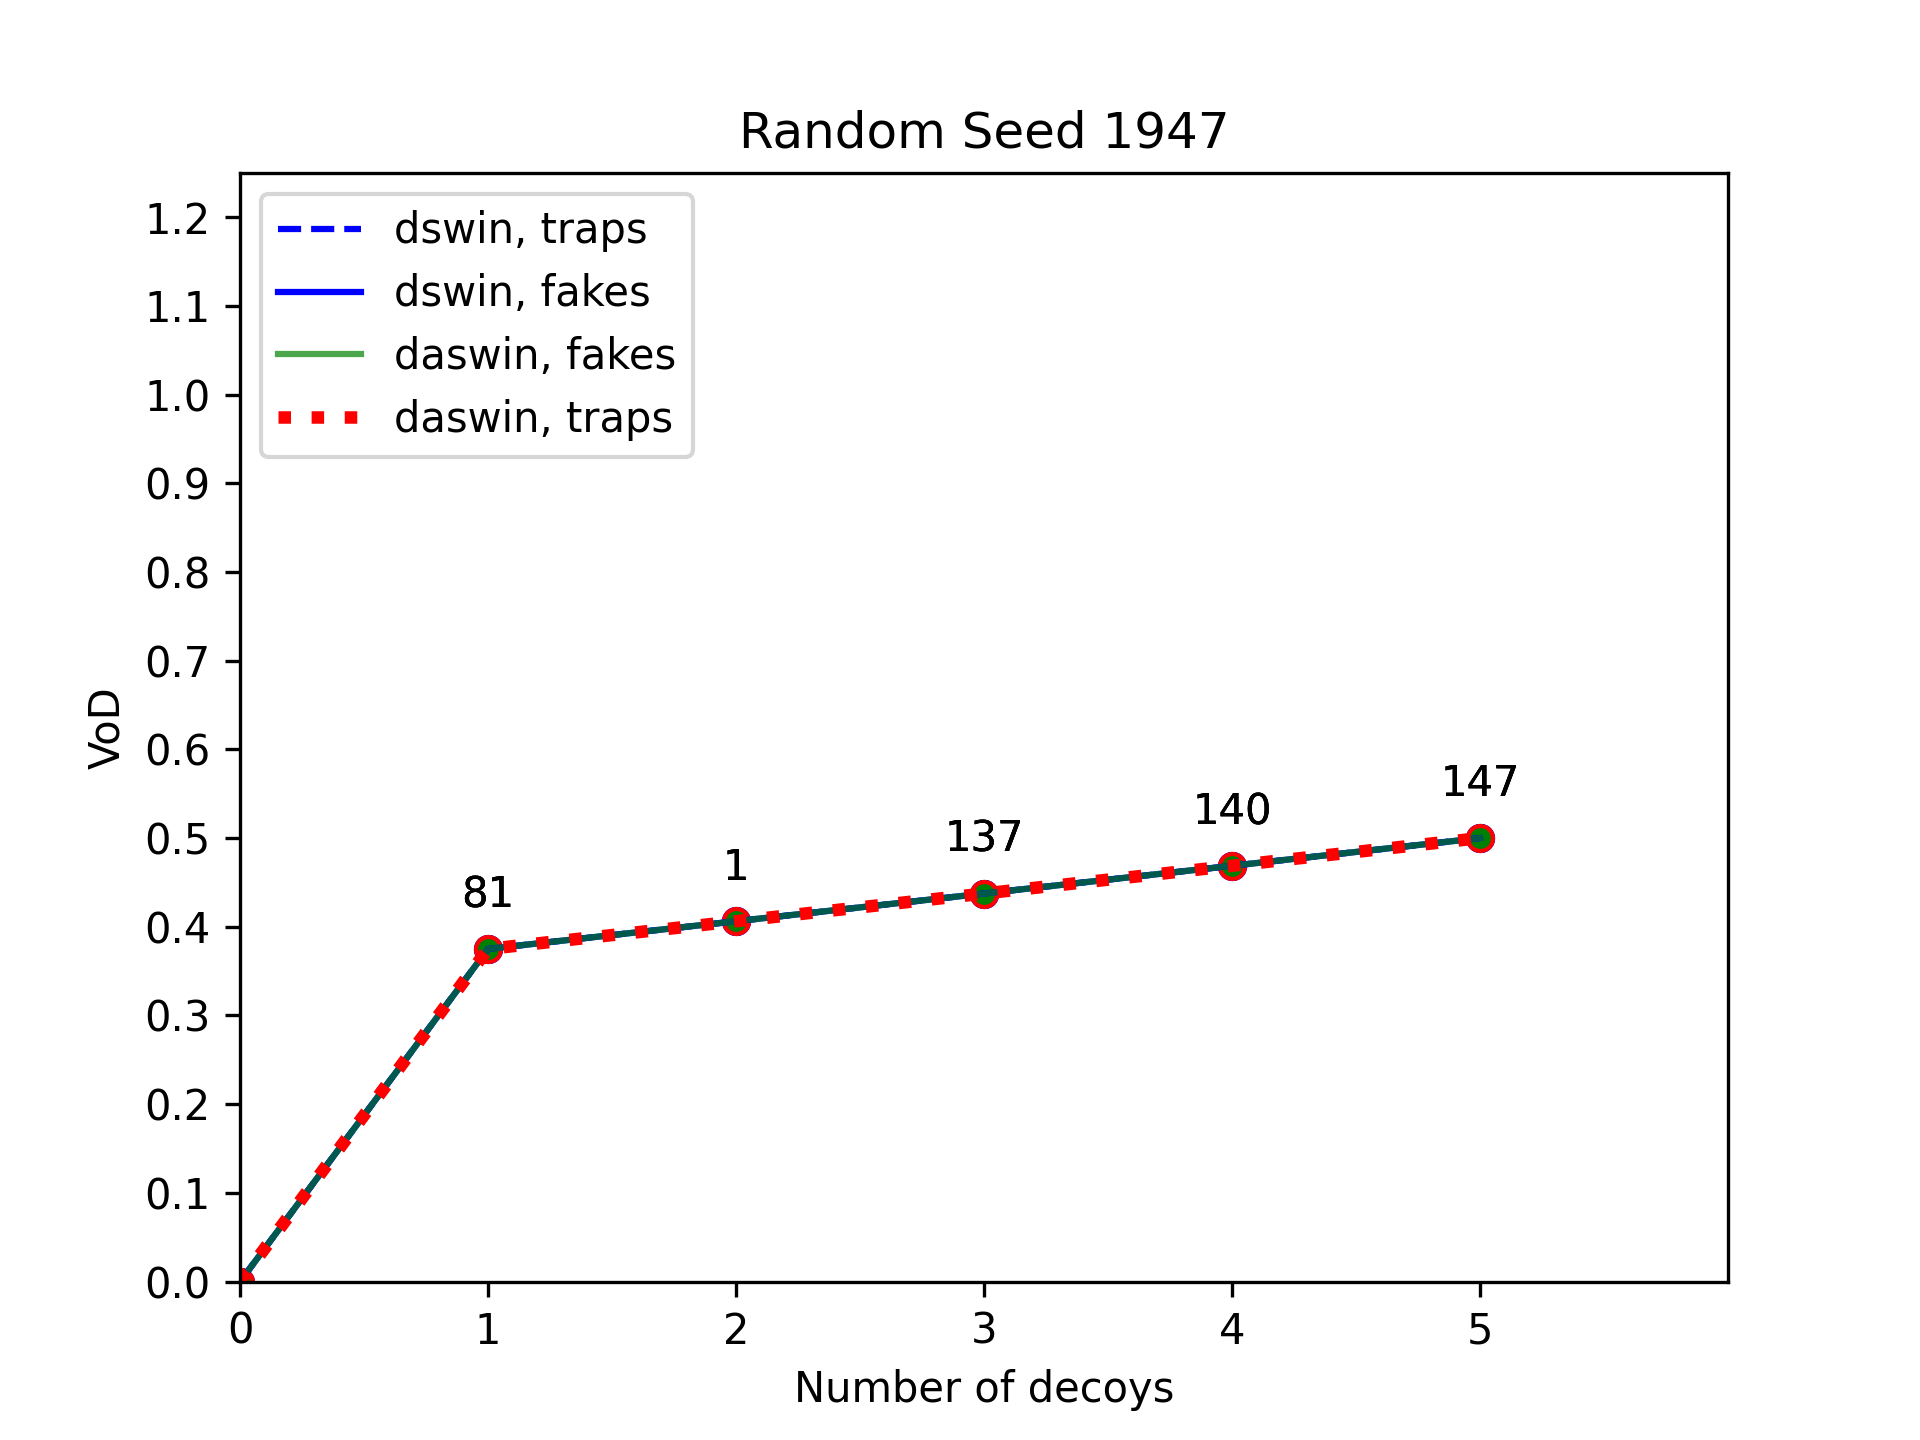 Random Seed 1947
dswin, traps
dswin, fakes
daswin, fakes
daswin, traps
1.2
1.1
1.0
0.9
0.8
0.7
0.6
0.5
0.4
0.3
0.2
0.1
0.0
VoD
81
1
137
140
147
0 1 2 3 4 5
Number of decoys